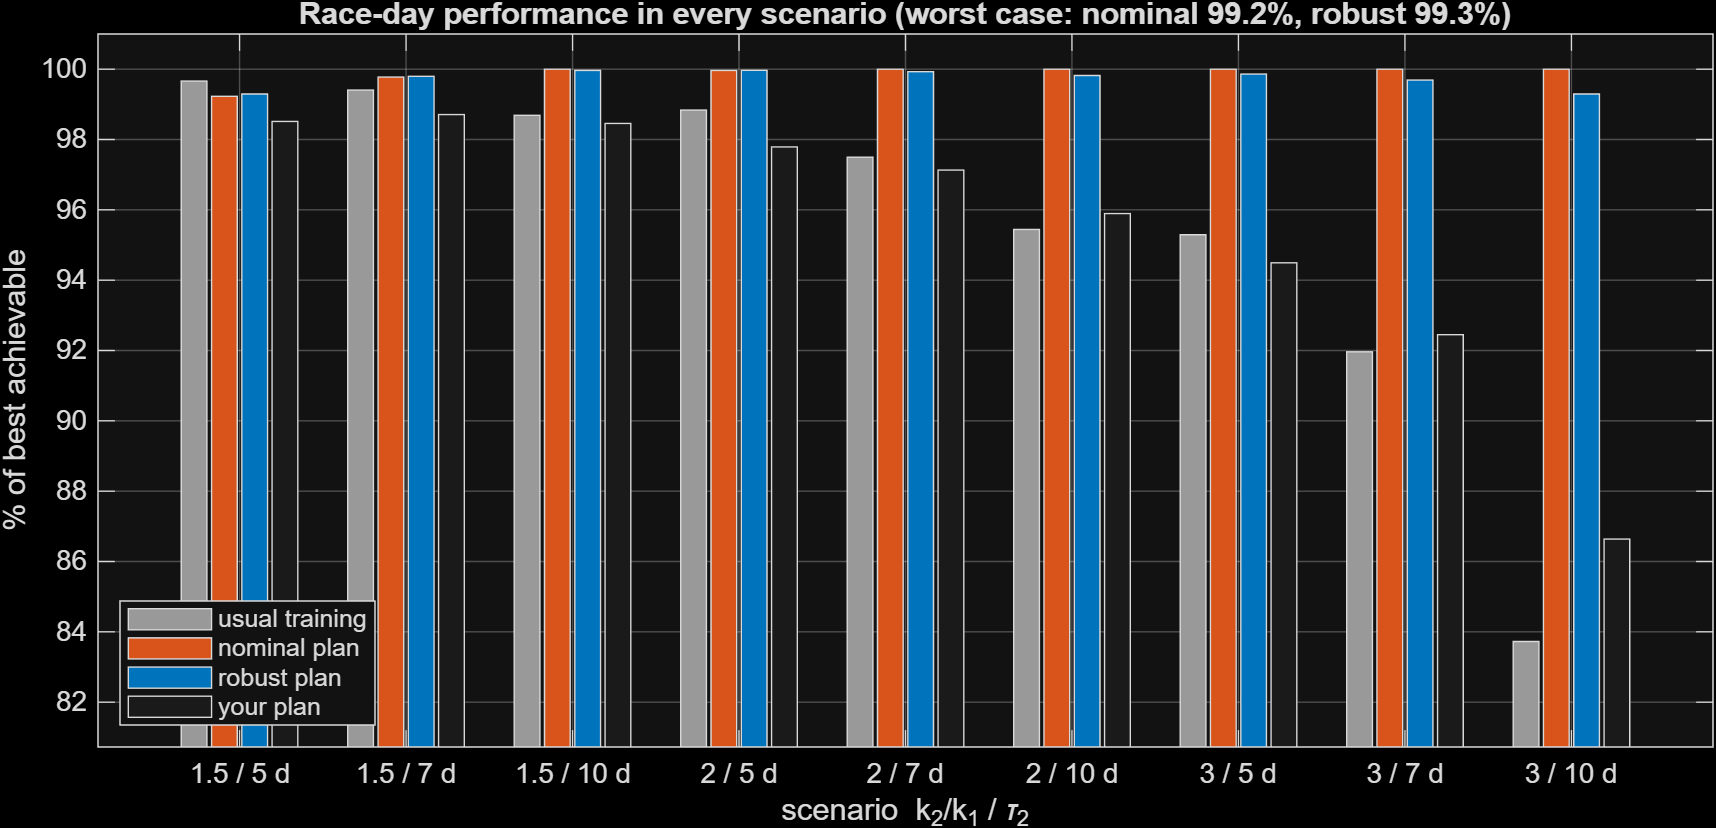 Race-day performance in every scenario (worst case: nominal 99.2%, robust 99.3%)
% of best achievable
100
98
96
94
92
90
88
86
84
82
usual training
nominal plan
robust plan
your plan
1.5 / 5 d 1.5 / 7 d 1.5 / 10 d 2 / 5 d 2 / 7 d 2 / 10 d 3 / 5 d 3 / 7 d 3 / 10 d
scenario k₂/k₁ / τ₂